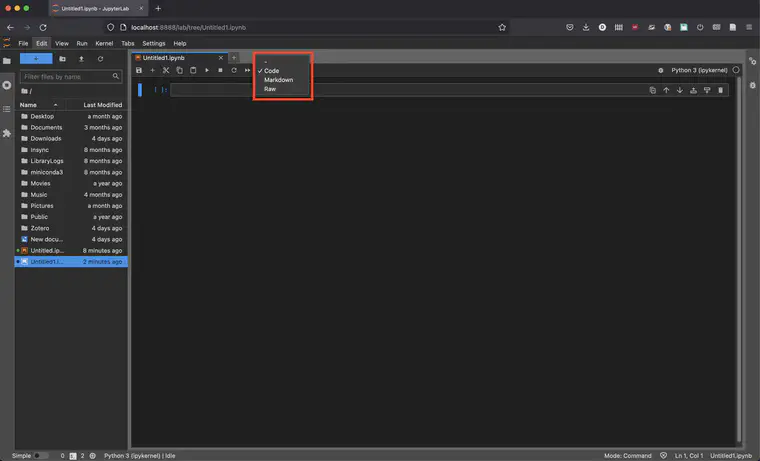 Untitled1.ipynb - JupyterLab
localhost:8888/lab/tree/Untitled1.ipynb
File Edit View Run Kernel Tabs Settings Help
Filter files by name
/
Name Last Modified
Desktop a month ago
Documents 3 months ago
Downloads 4 days ago
insync 8 months ago
LibraryLogs 8 months ago
miniconda3 4 months ago
Movies a year ago
Music 4 months ago
Pictures a month ago
Public a year ago
Zotero 4 days ago
New docu... 4 days ago
Untitled.ip... 8 minutes ago
Untitled1.i... 2 minutes ago
Untitled1.ipynb
-
✓ Code
Markdown
Raw
Python 3 (ipykernel)
[ ]:
Simple 0 2 Python 3 (ipykernel) | Idle
Mode: Command Ln 1, Col 1 Untitled1.ipynb